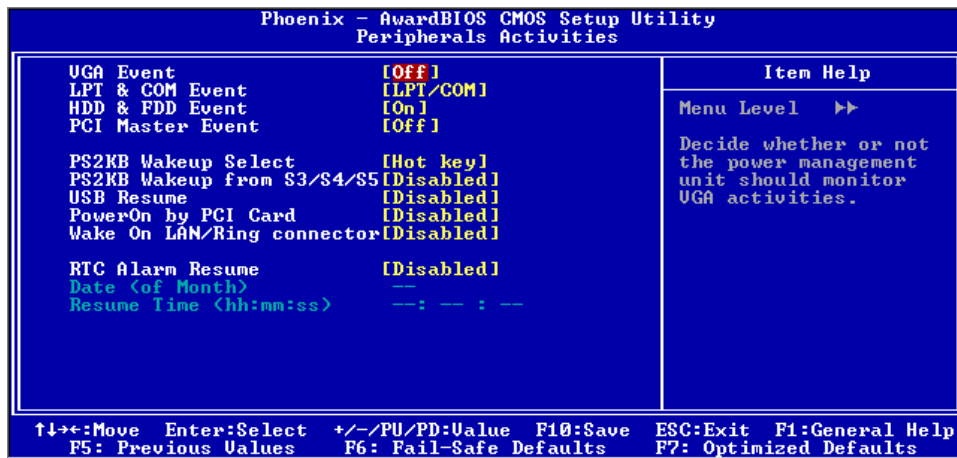 Phoenix - AwardBIOS CMOS Setup Utility
Peripherals Activities
VGA Event [Off]
LPT & COM Event [LPT/COM]
HDD & FDD Event [On]
PCI Master Event [Off]
PS2KB Wakeup Select [Hot key]
PS2KB Wakeup from S3/S4/S5[Disabled]
USB Resume [Disabled]
PowerOn by PCI Card [Disabled]
Wake On LAN/Ring connector[Disabled]
RTC Alarm Resume [Disabled]
Date (of Month) --
Resume Time (hh:mm:ss) --: -- : --
Item Help
Menu Level ▶▶
Decide whether or not
the power management
unit should monitor
VGA activities.
↑↓→←:Move Enter:Select +/-/PU/PD:Value F10:Save ESC:Exit F1:General Help
F5: Previous Values F6: Fail-Safe Defaults F7: Optimized Defaults